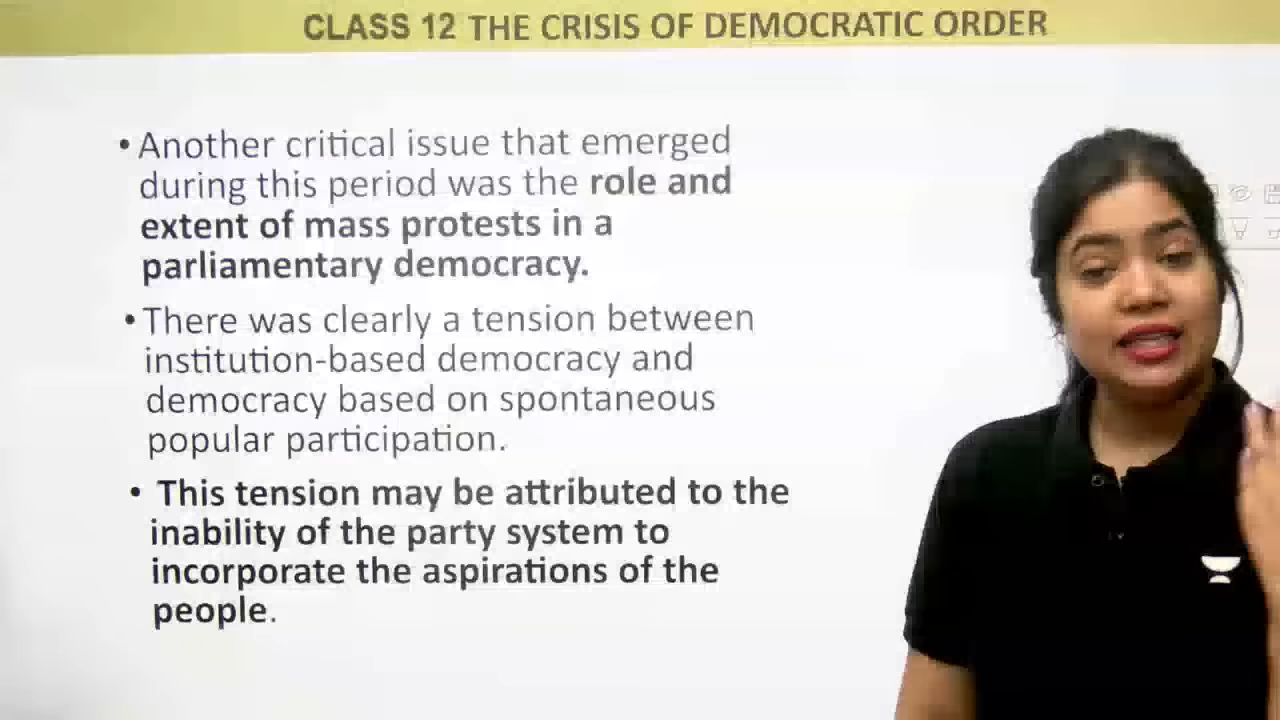 CLASS 12 THE CRISIS OF DEMOCRATIC ORDER
• Another critical issue that emerged
during this period was the role and
extent of mass protests in a
parliamentary democracy.
• There was clearly a tension between
institution-based democracy and
democracy based on spontaneous
popular participation.
• This tension may be attributed to the
inability of the party system to
incorporate the aspirations of the
people.